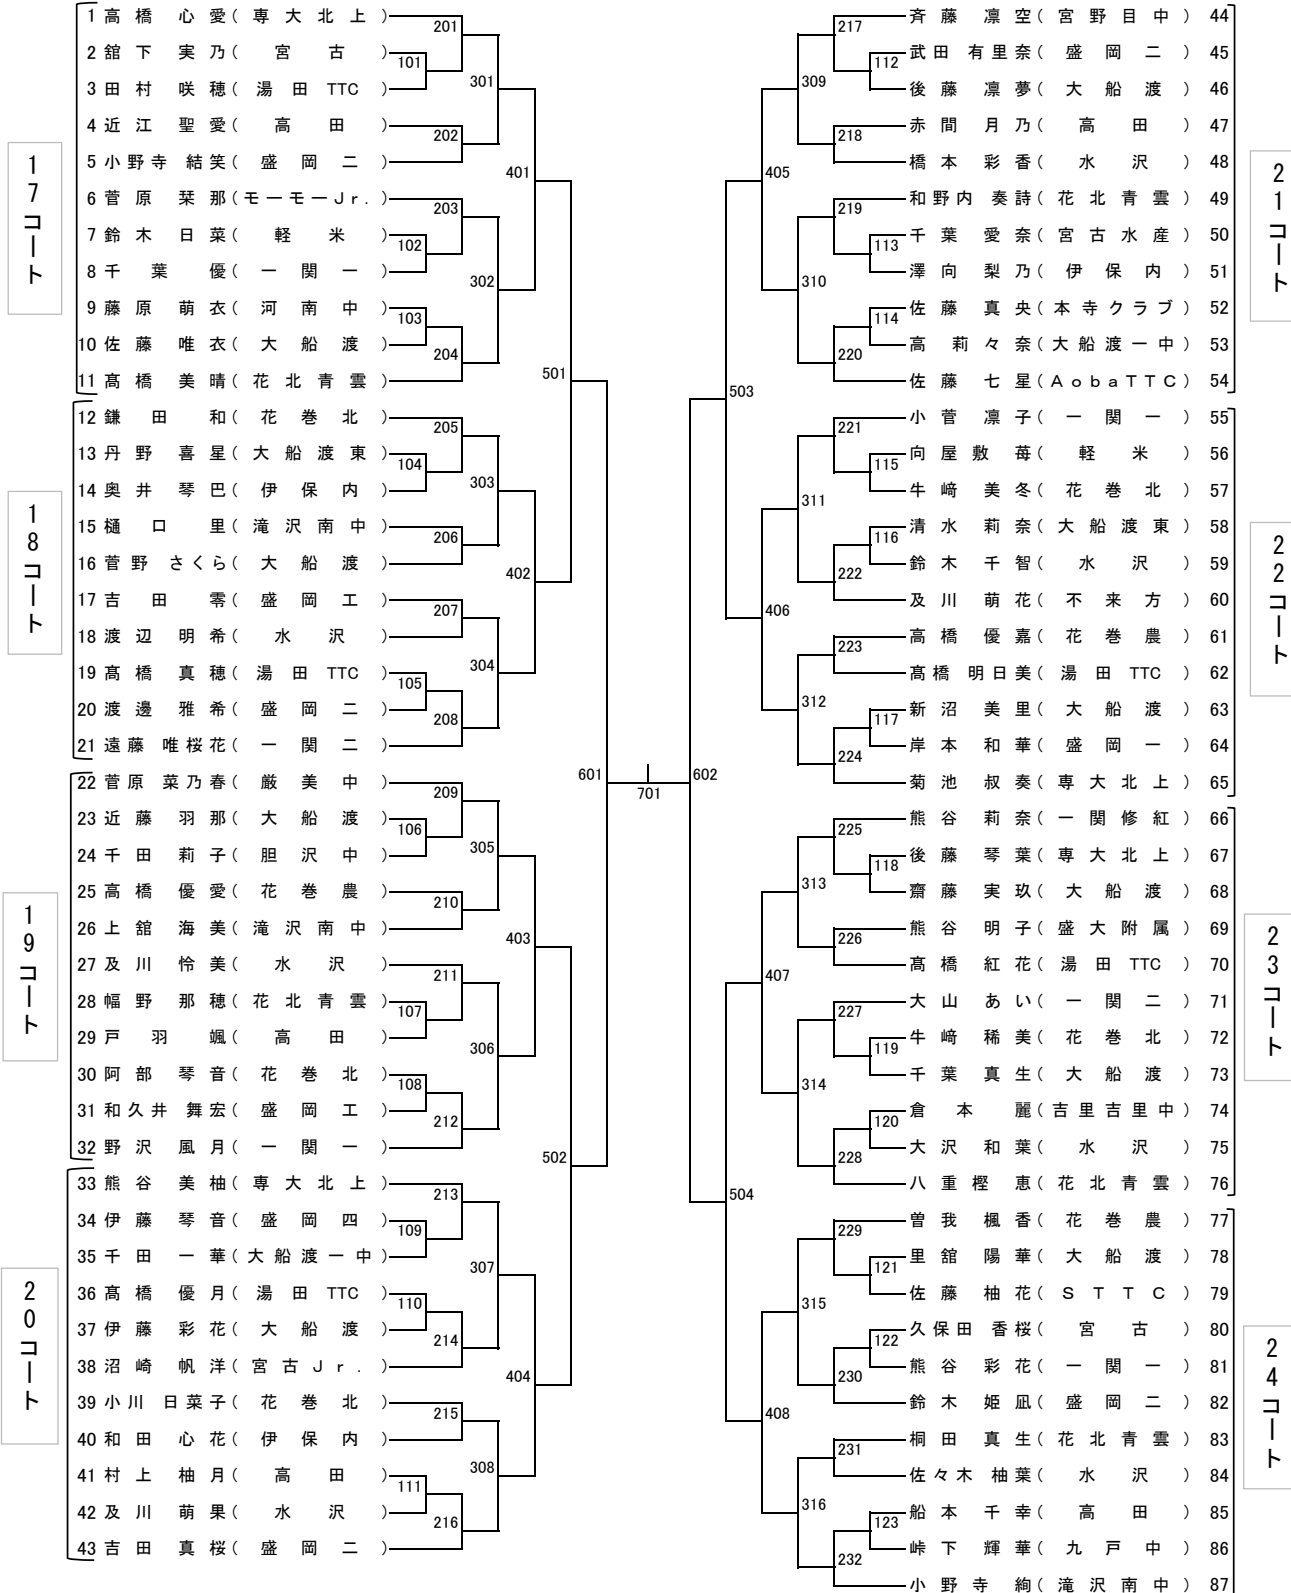 17コート
1 高橋 心愛(専大北上)
2 舘下 実乃(宮古)
3 田村 咲穂(湯田TTC)
4 近江 聖愛(高田)
5 小野寺 結笑(盛岡二)
6 菅原 栞那(モーモーJr.)
7 鈴木 日菜(軽米)
8 千葉 優(一関一)
9 藤原 萌衣(河南中)
10 佐藤 唯衣(大船渡)
11 髙橋 美晴(花北青雲)
18コート
12 鎌田 和(花巻北)
13 丹野 喜星(大船渡東)
14 奥井 琴巴(伊保内)
15 樋口 里(滝沢南中)
16 菅野 さくら(大船渡)
17 吉田 零(盛岡工)
18 渡辺 明希(水沢)
19 髙橋 真穂(湯田TTC)
20 渡邊 雅希(盛岡二)
21 遠藤 唯桜花(一関二)
19コート
22 菅原 菜乃春(厳美中)
23 近藤 羽那(大船渡)
24 千田 莉子(胆沢中)
25 高橋 優愛(花巻農)
26 上舘 海美(滝沢南中)
27 及川 怜美(水沢)
28 幅野 那穂(花北青雲)
29 戸羽 颯(高田)
30 阿部 琴音(花巻北)
31 和久井 舞宏(盛岡工)
32 野沢 風月(一関一)
20コート
33 熊谷 美柚(専大北上)
34 伊藤 琴音(盛岡四)
35 千田 一華(大船渡一中)
36 髙橋 優月(湯田TTC)
37 伊藤 彩花(大船渡)
38 沼崎 帆洋(宮古Jr.)
39 小川 日菜子(花巻北)
40 和田 心花(伊保内)
41 村上 柚月(高田)
42 及川 萌果(水沢)
43 吉田 真桜(盛岡二)
101
102
103
104
105
106
107
108
109
110
111
201
202
203
204
205
206
207
208
209
210
211
212
213
214
215
216
301
302
303
304
305
306
307
308
401
402
403
404
501
502
601
701
602
503
504
405
406
407
408
309
310
311
312
313
314
315
316
217
218
219
220
221
222
223
224
225
226
227
228
229
230
231
232
112
113
114
115
116
117
118
119
120
121
122
123
斉藤 凛空(宮野目中) 44
武田 有里奈(盛岡二) 45
後藤 凛夢(大船渡) 46
赤間 月乃(高田) 47
橋本 彩香(水沢) 48
和野内 奏詩(花北青雲) 49
千葉 愛奈(宮古水産) 50
澤向 梨乃(伊保内) 51
佐藤 真央(本寺クラブ) 52
高 莉々奈(大船渡一中) 53
佐藤 七星(AobaTTC) 54
21コート
小菅 凛子(一関一) 55
向屋敷 苺(軽米) 56
牛﨑 美冬(花巻北) 57
清水 莉奈(大船渡東) 58
鈴木 千智(水沢) 59
及川 萌花(不来方) 60
高橋 優嘉(花巻農) 61
髙橋 明日美(湯田TTC) 62
新沼 美里(大船渡) 63
岸本 和華(盛岡一) 64
菊池 叔奏(専大北上) 65
22コート
熊谷 莉奈(一関修紅) 66
後藤 琴葉(専大北上) 67
齋藤 実玖(大船渡) 68
熊谷 明子(盛大附属) 69
髙橋 紅花(湯田TTC) 70
大山 あい(一関二) 71
牛﨑 稀美(花巻北) 72
千葉 真生(大船渡) 73
倉本 麗(吉里吉里中) 74
大沢 和葉(水沢) 75
八重樫 恵(花北青雲) 76
23コート
曽我 楓香(花巻農) 77
里舘 陽華(大船渡) 78
佐藤 柚花(STTC) 79
久保田 香桜(宮古) 80
熊谷 彩花(一関一) 81
鈴木 姫凪(盛岡二) 82
桐田 真生(花北青雲) 83
佐々木 柚葉(水沢) 84
船本 千幸(高田) 85
峠下 輝華(九戸中) 86
小野寺 絢(滝沢南中) 87
24コート